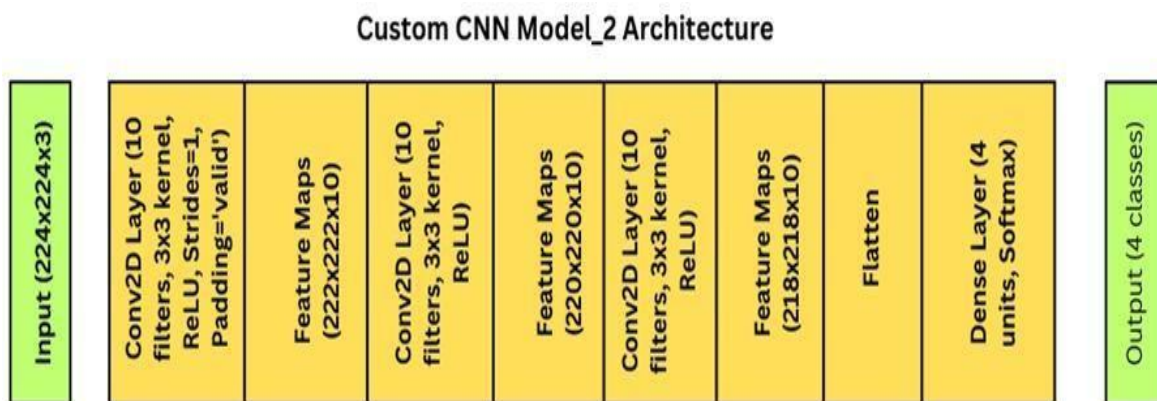 Custom CNN Model_2 Architecture
Input (224x224x3)
Conv2D Layer (10
filters, 3x3 kernel,
ReLU, Strides=1,
Padding='valid')
Feature Maps
(222x222x10)
Conv2D Layer (10
filters, 3x3 kernel,
ReLU)
Feature Maps
(220x220x10)
Conv2D Layer (10
filters, 3x3 kernel,
ReLU)
Feature Maps
(218x218x10)
Flatten
Dense Layer (4
units, Softmax)
Output (4 classes)